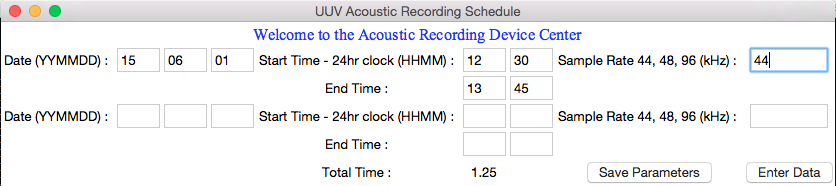 UUV Acoustic Recording Schedule
Welcome to the Acoustic Recording Device Center
Date (YYMMDD) : 15 06 01 Start Time - 24hr clock (HHMM) : 12 30 Sample Rate 44, 48, 96 (kHz) : 44
End Time : 13 45
Date (YYMMDD) : Start Time - 24hr clock (HHMM) : Sample Rate 44, 48, 96 (kHz) :
End Time :
Total Time : 1.25 Save Parameters Enter Data